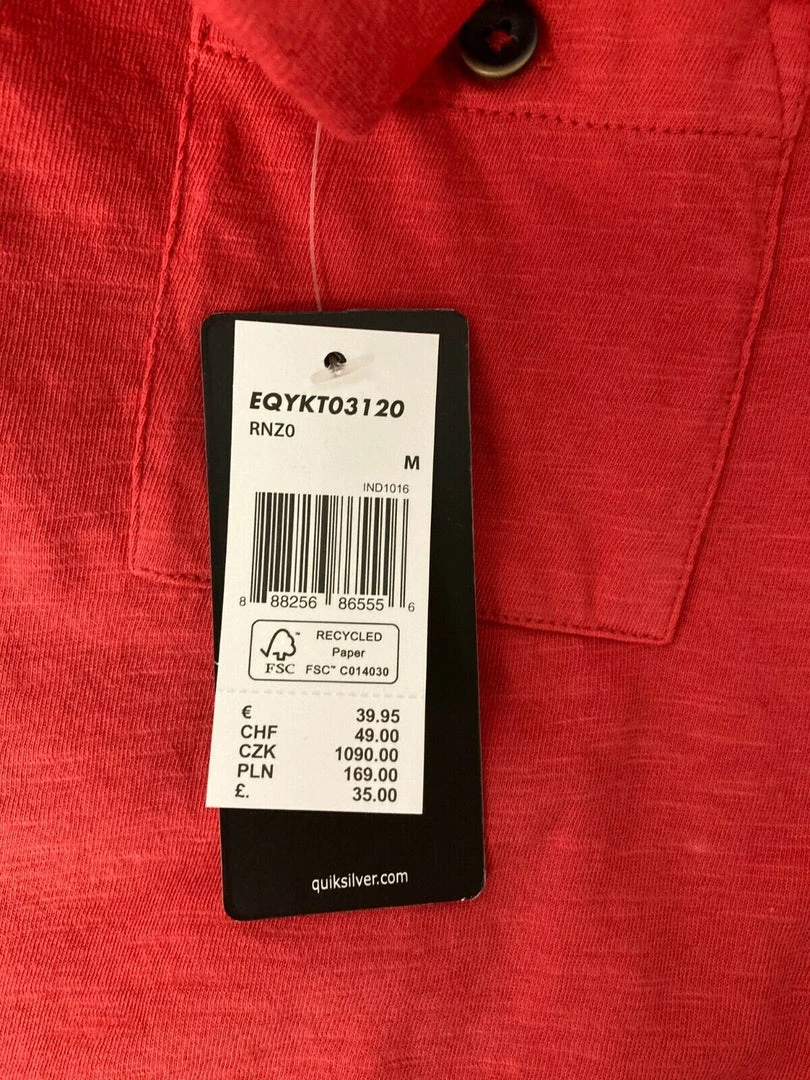 EQYKT03120
RNZ0
M
IND1016
8 88256 86555 6
RECYCLED
Paper
FSC™
FSC™ C014030
€ 39.95
CHF 49.00
CZK 1090.00
PLN 169.00
£. 35.00
quiksilver.com